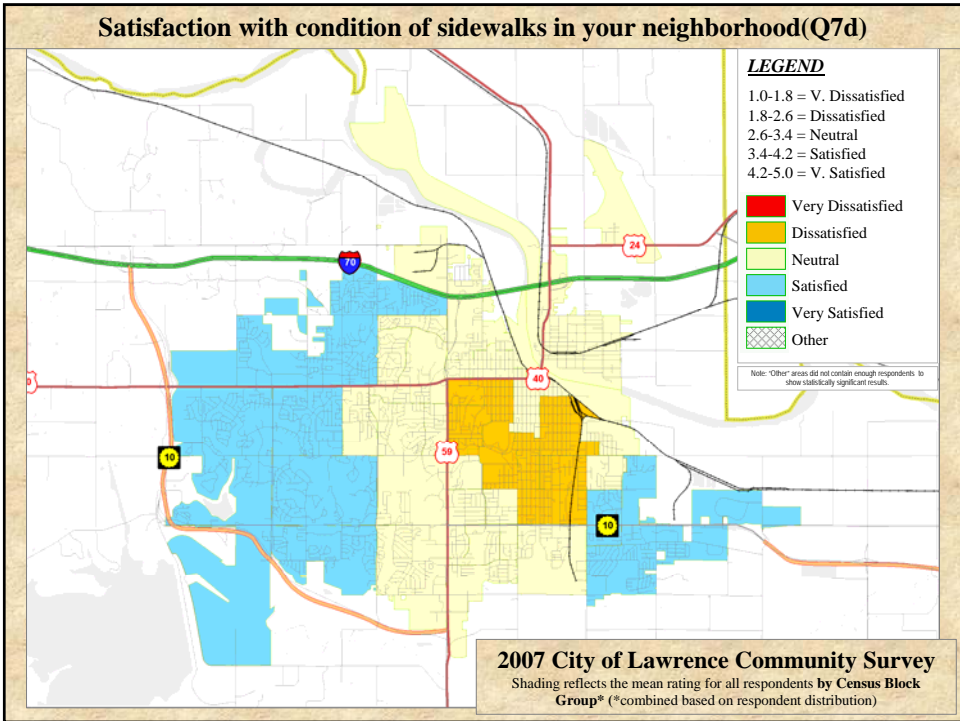 Satisfaction with condition of sidewalks in your neighborhood(Q7d)
LEGEND
1.0-1.8 = V. Dissatisfied
1.8-2.6 = Dissatisfied
2.6-3.4 = Neutral
3.4-4.2 = Satisfied
4.2-5.0 = V. Satisfied
Very Dissatisfied
Dissatisfied
Neutral
Satisfied
Very Satisfied
Other
Note: "Other" areas did not contain enough respondents to
show statistically significant results.
24
70
0
40
59
10
10
2007 City of Lawrence Community Survey
Shading reflects the mean rating for all respondents by Census Block
Group* (*combined based on respondent distribution)